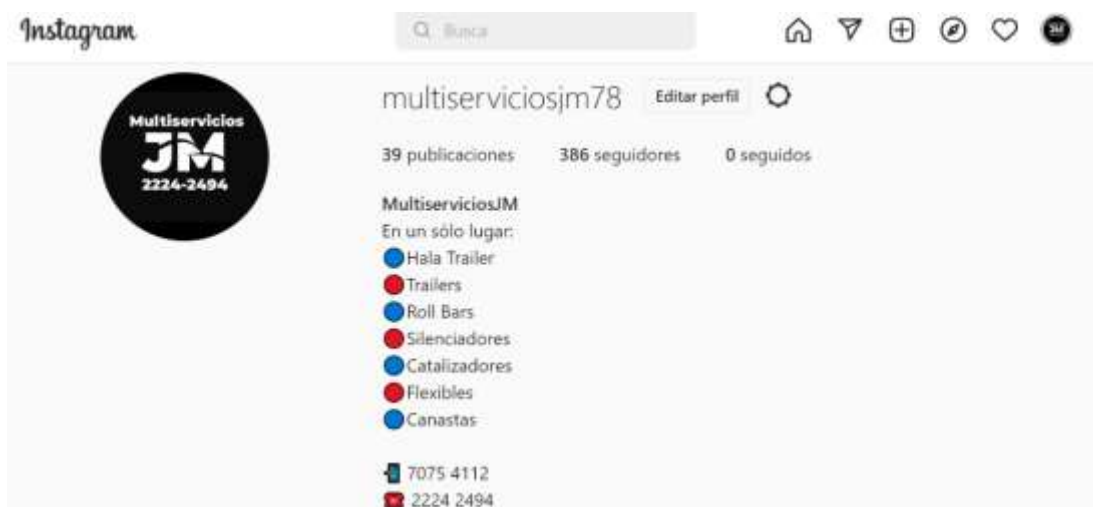 Instagram
Busca
Multiservicios
JM
2224-2494
multiserviciosjm78 Editar perfil
39 publicaciones 386 seguidores 0 seguidos
MultiserviciosJM
En un sólo lugar:
Hala Trailer
Trailers
Roll Bars
Silenciadores
Catalizadores
Flexibles
Canastas
7075 4112
2224 2494